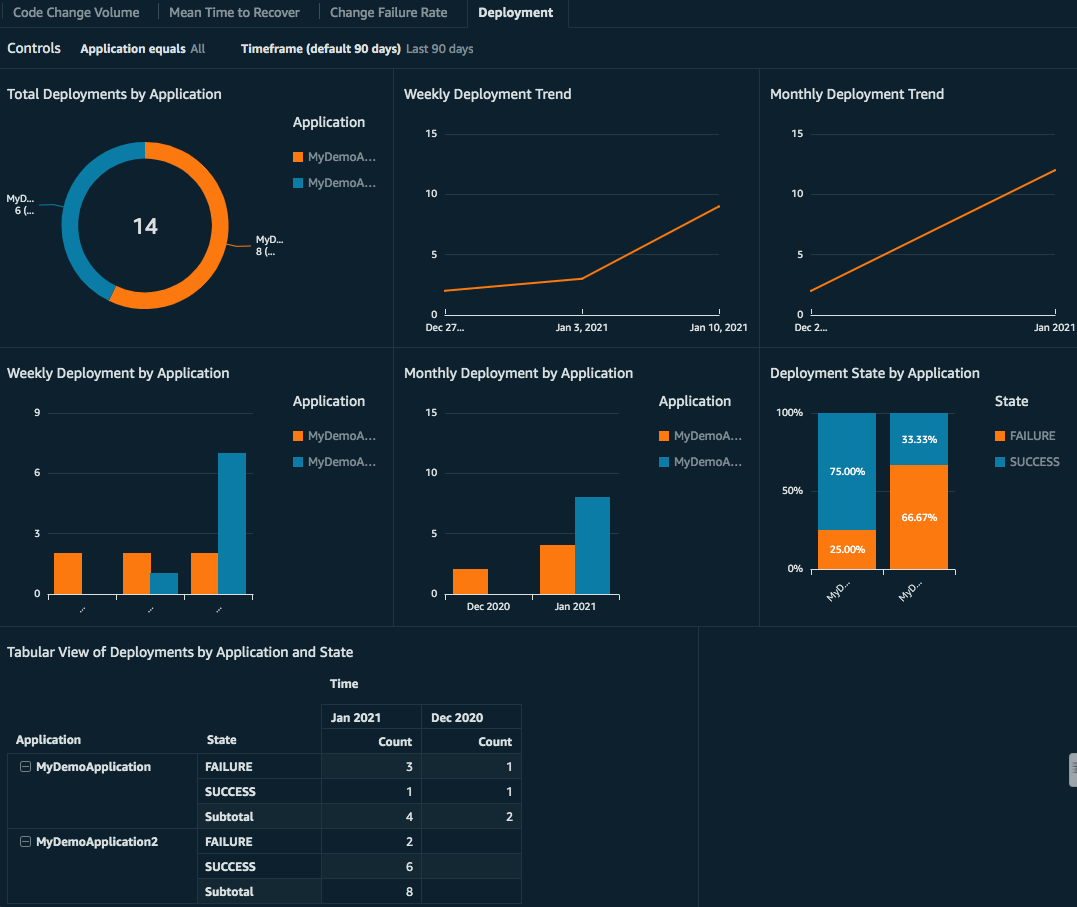 Code Change Volume Mean Time to Recover Change Failure Rate Deployment
Controls Application equals All Timeframe (default 90 days) Last 90 days
Total Deployments by Application
Application
MyDemoA...
MyDemoA...
MyD...
6 (...
14
MyD...
8 (...
Weekly Deployment Trend
15
10
5
0
Dec 27... Jan 3, 2021 Jan 10, 2021
Monthly Deployment Trend
15
10
5
0
Dec 2... Jan 2021
Weekly Deployment by Application
Application
MyDemoA...
MyDemoA...
9
6
3
0
... ... ...
Monthly Deployment by Application
Application
MyDemoA...
MyDemoA...
15
10
5
0
Dec 2020 Jan 2021
Deployment State by Application
State
FAILURE
SUCCESS
100%
50%
0%
75.00% 33.33%
25.00% 66.67%
MyD... MyD...
Tabular View of Deployments by Application and State
Time
Jan 2021 Dec 2020
Application State Count Count
MyDemoApplication FAILURE 3 1
SUCCESS 1 1
Subtotal 4 2
MyDemoApplication2 FAILURE 2
SUCCESS 6
Subtotal 8